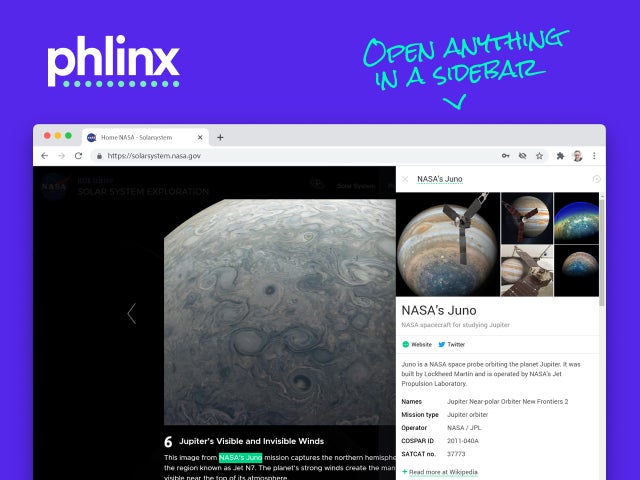 phlinx
OPEN ANYTHING
IN A SIDEBAR
Home NASA - Solarsystem
https://solarsystem.nasa.gov
NASA
SOLAR SYSTEM EXPLORATION
Solar System
NASA's Juno
NASA's Juno
NASA spacecraft for studying Jupiter
Website Twitter
Juno is a NASA space probe orbiting the planet Jupiter. It was
built by Lockheed Martin and is operated by NASA's Jet
Propulsion Laboratory.
Names Jupiter Near-polar Orbiter New Frontiers 2
Mission type Jupiter orbiter
Operator NASA / JPL
COSPAR ID 2011-040A
SATCAT no. 37773
+ Read more at Wikipedia
6 Jupiter's Visible and Invisible Winds
This image from NASA's Juno mission captures the northern hemisphe
the region known as Jet N7. The planet's strong winds create the man
visible near the top of its atmosphere.